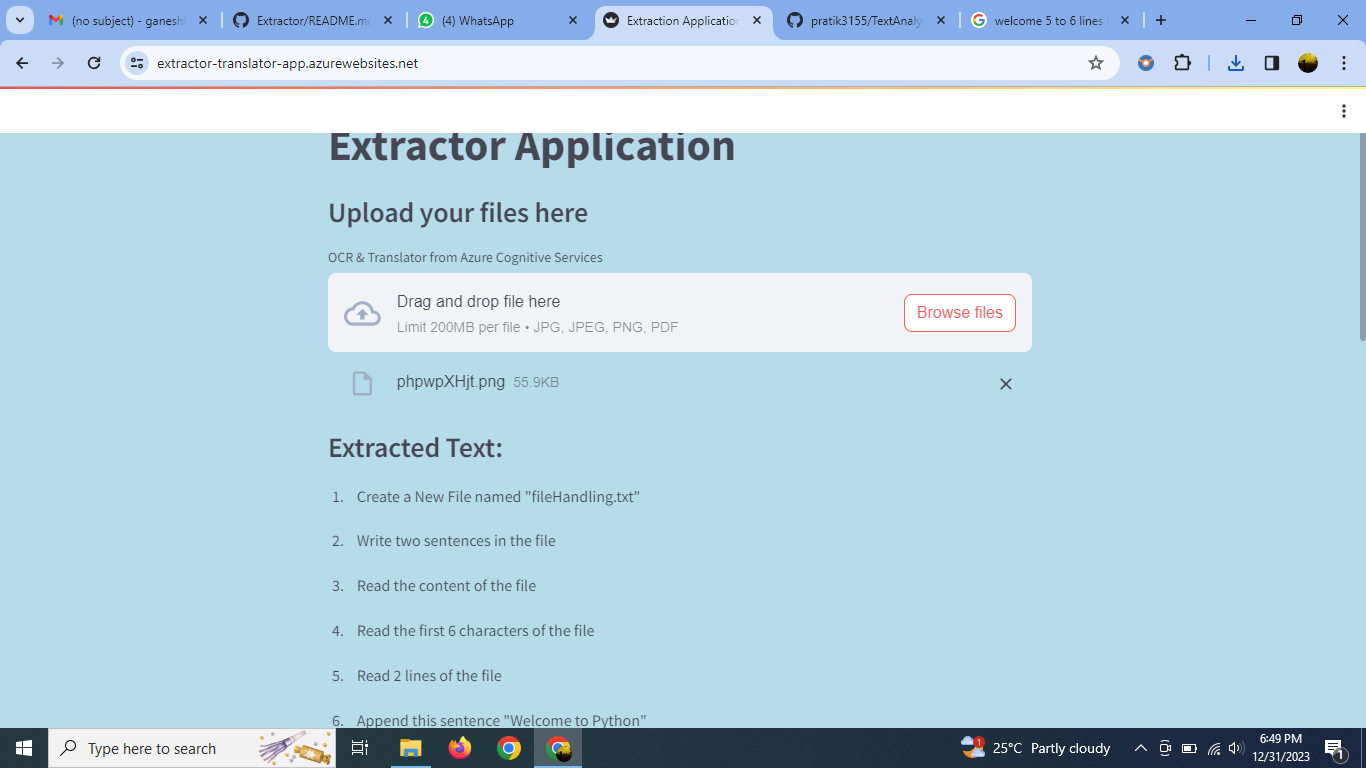 (no subject) - ganeshl
Extractor/README.m
(4) WhatsApp
Extraction Application
pratik3155/TextAnaly
welcome 5 to 6 lines
extractor-translator-app.azurewebsites.net
Extractor Application
Upload your files here
OCR & Translator from Azure Cognitive Services
Drag and drop file here
Limit 200MB per file • JPG, JPEG, PNG, PDF
Browse files
phpwpXHjt.png 55.9KB
Extracted Text:
1. Create a New File named "fileHandling.txt"
2. Write two sentences in the file
3. Read the content of the file
4. Read the first 6 characters of the file
5. Read 2 lines of the file
6. Append this sentence "Welcome to Python"
Type here to search
1
25°C Partly cloudy
6:49 PM
12/31/2023
1